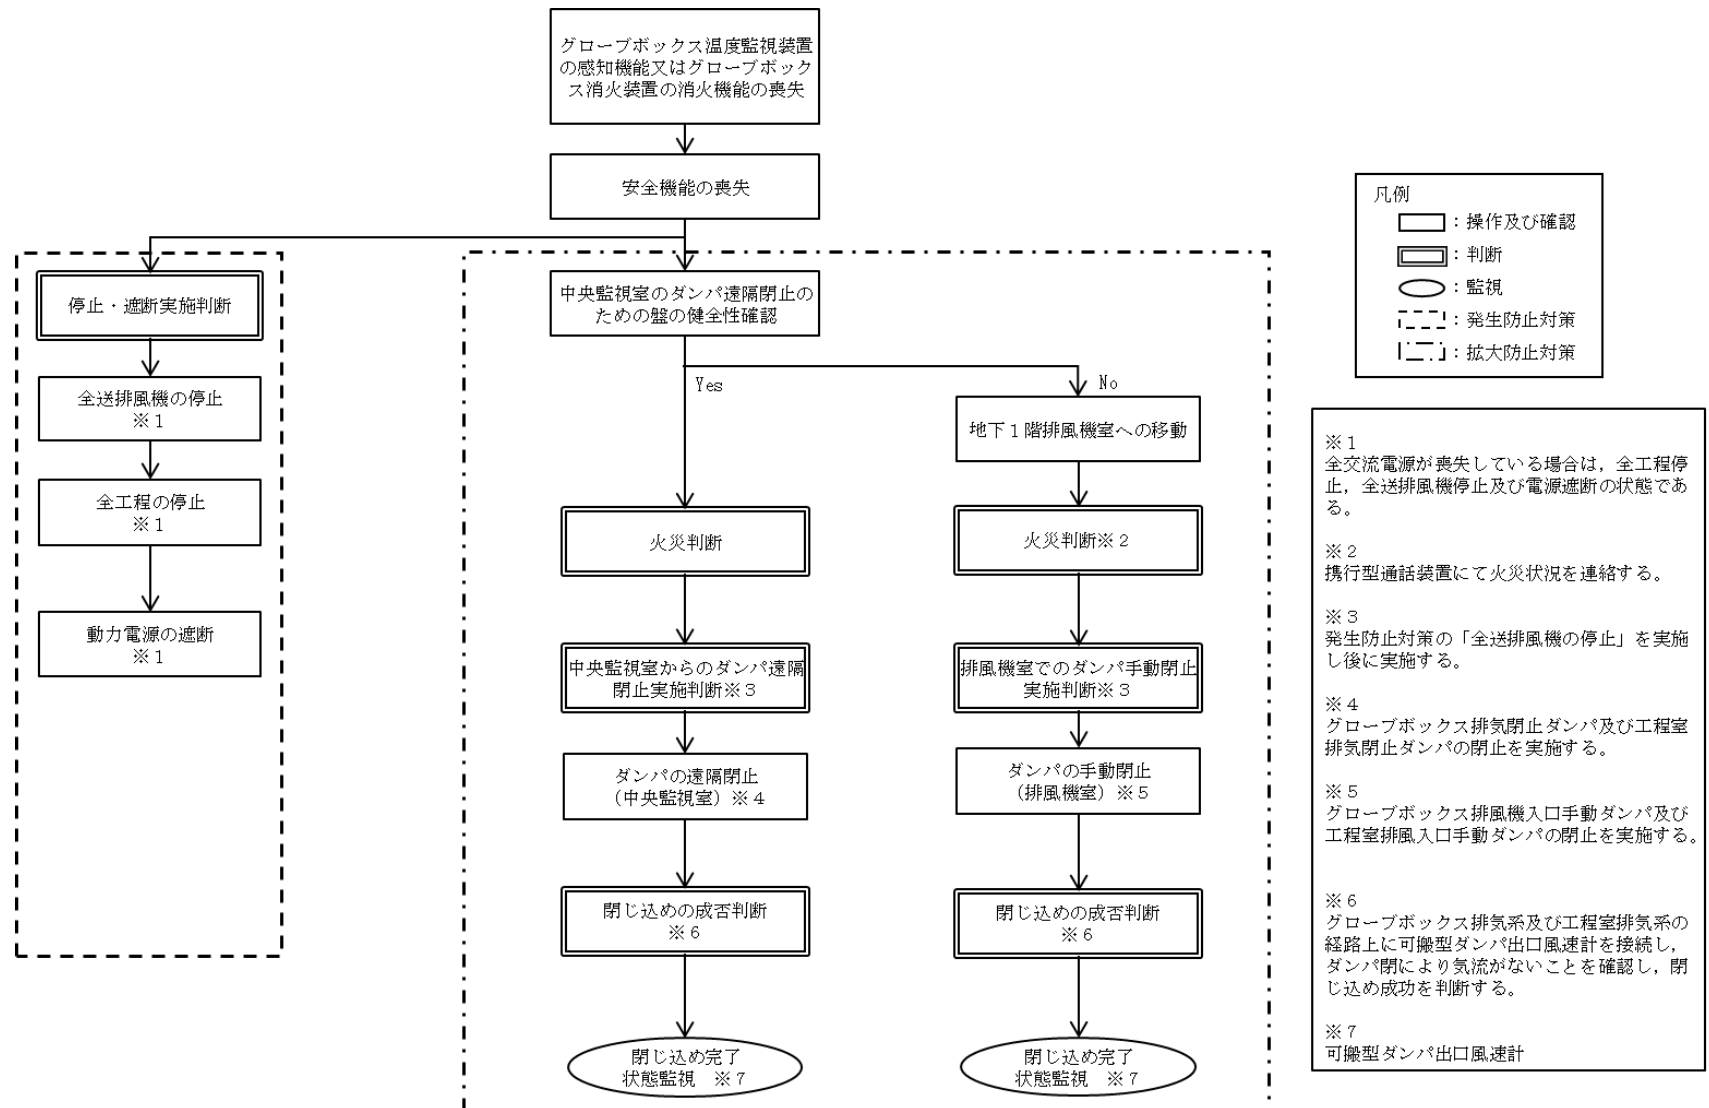 グローブボックス温度監視装置
の感知機能又はグローブボック
ス消火装置の消火機能の喪失
安全機能の喪失
停止・遮断実施判断
全送排風機の停止
※１
全工程の停止
※１
動力電源の遮断
※１
中央監視室のダンパ遠隔閉止の
ための盤の健全性確認
Yes
No
火災判断
中央監視室からのダンパ遠隔
閉止実施判断※３
ダンパの遠隔閉止
（中央監視室）※４
閉じ込めの成否判断
※６
閉じ込め完了
状態監視　※７
地下１階排風機室への移動
火災判断※２
排風機室でのダンパ手動閉止
実施判断※３
ダンパの手動閉止
（排風機室）※５
閉じ込めの成否判断
※６
閉じ込め完了
状態監視　※７
凡例
：操作及び確認
：判断
：監視
：発生防止対策
：拡大防止対策
※１
全交流電源が喪失している場合は，全工程停
止，全送排風機停止及び電源遮断の状態であ
る。
※２
携行型通話装置にて火災状況を連絡する。
※３
発生防止対策の「全送排風機の停止」を実施
し後に実施する。
※４
グローブボックス排気閉止ダンパ及び工程室
排気閉止ダンパの閉止を実施する。
※５
グローブボックス排風機入口手動ダンパ及び
工程室排風入口手動ダンパの閉止を実施する。
※６
グローブボックス排気系及び工程室排気系の
経路上に可搬型ダンパ出口風速計を接続し，
ダンパ閉により気流がないことを確認し，閉
じ込め成功を判断する。
※７
可搬型ダンパ出口風速計